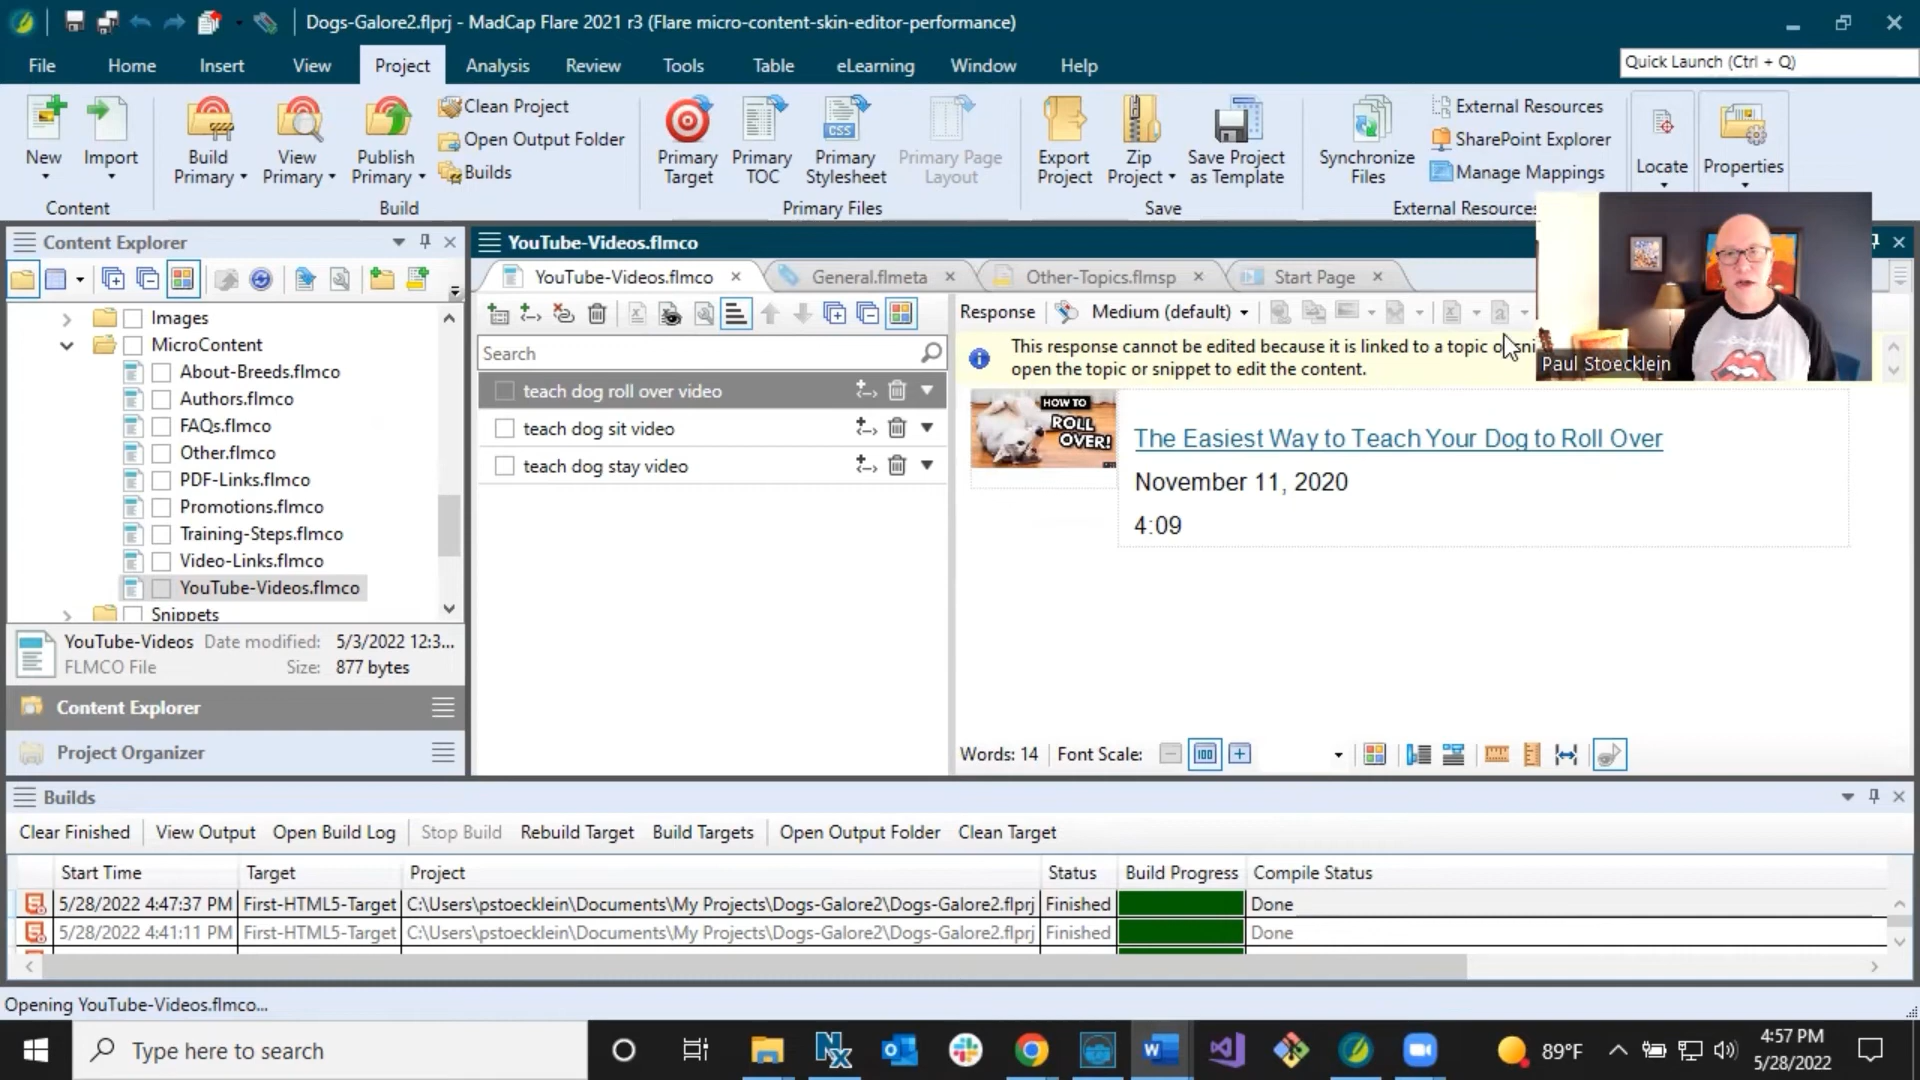 Dogs-Galore2.flprj - MadCap Flare 2021 r3 (Flare micro-content-skin-editor-performance)
File Home Insert View Project Analysis Review Tools Table eLearning Window Help
Quick Launch (Ctrl + Q)
New
Import
Content
Build Primary
View Primary
Publish Primary
Clean Project
Open Output Folder
Builds
Build
Primary Target
Primary TOC
CSS
Primary Stylesheet
Primary Page Layout
Primary Files
Export Project
Zip Project
Save Project as Template
Save
Synchronize Files
External Resources
SharePoint Explorer
Manage Mappings
External Resources
Locate
Properties
Content Explorer
Images
MicroContent
About-Breeds.flmco
Authors.flmco
FAQs.flmco
Other.flmco
PDF-Links.flmco
Promotions.flmco
Training-Steps.flmco
Video-Links.flmco
YouTube-Videos.flmco
Snippets
YouTube-Videos Date modified: 5/3/2022 12:3...
FLMCO File Size: 877 bytes
Content Explorer
Project Organizer
YouTube-Videos.flmco
YouTube-Videos.flmco General.flmeta Other-Topics.flmsp Start Page
Search
teach dog roll over video
teach dog sit video
teach dog stay video
Response Medium (default)
This response cannot be edited because it is linked to a topic or sni
open the topic or snippet to edit the content.
Paul Stoecklein
HOW TO
ROLL
OVER!
The Easiest Way to Teach Your Dog to Roll Over
November 11, 2020
4:09
Words: 14 Font Scale: 100
Builds
Clear Finished View Output Open Build Log Stop Build Rebuild Target Build Targets Open Output Folder Clean Target
Start Time Target Project Status Build Progress Compile Status
5/28/2022 4:47:37 PM First-HTML5-Target C:\Users\pstoecklein\Documents\My Projects\Dogs-Galore2\Dogs-Galore2.flprj Finished Done
5/28/2022 4:41:11 PM First-HTML5-Target C:\Users\pstoecklein\Documents\My Projects\Dogs-Galore2\Dogs-Galore2.flprj Finished Done
Opening YouTube-Videos.flmco...
Type here to search
89°F
4:57 PM
5/28/2022